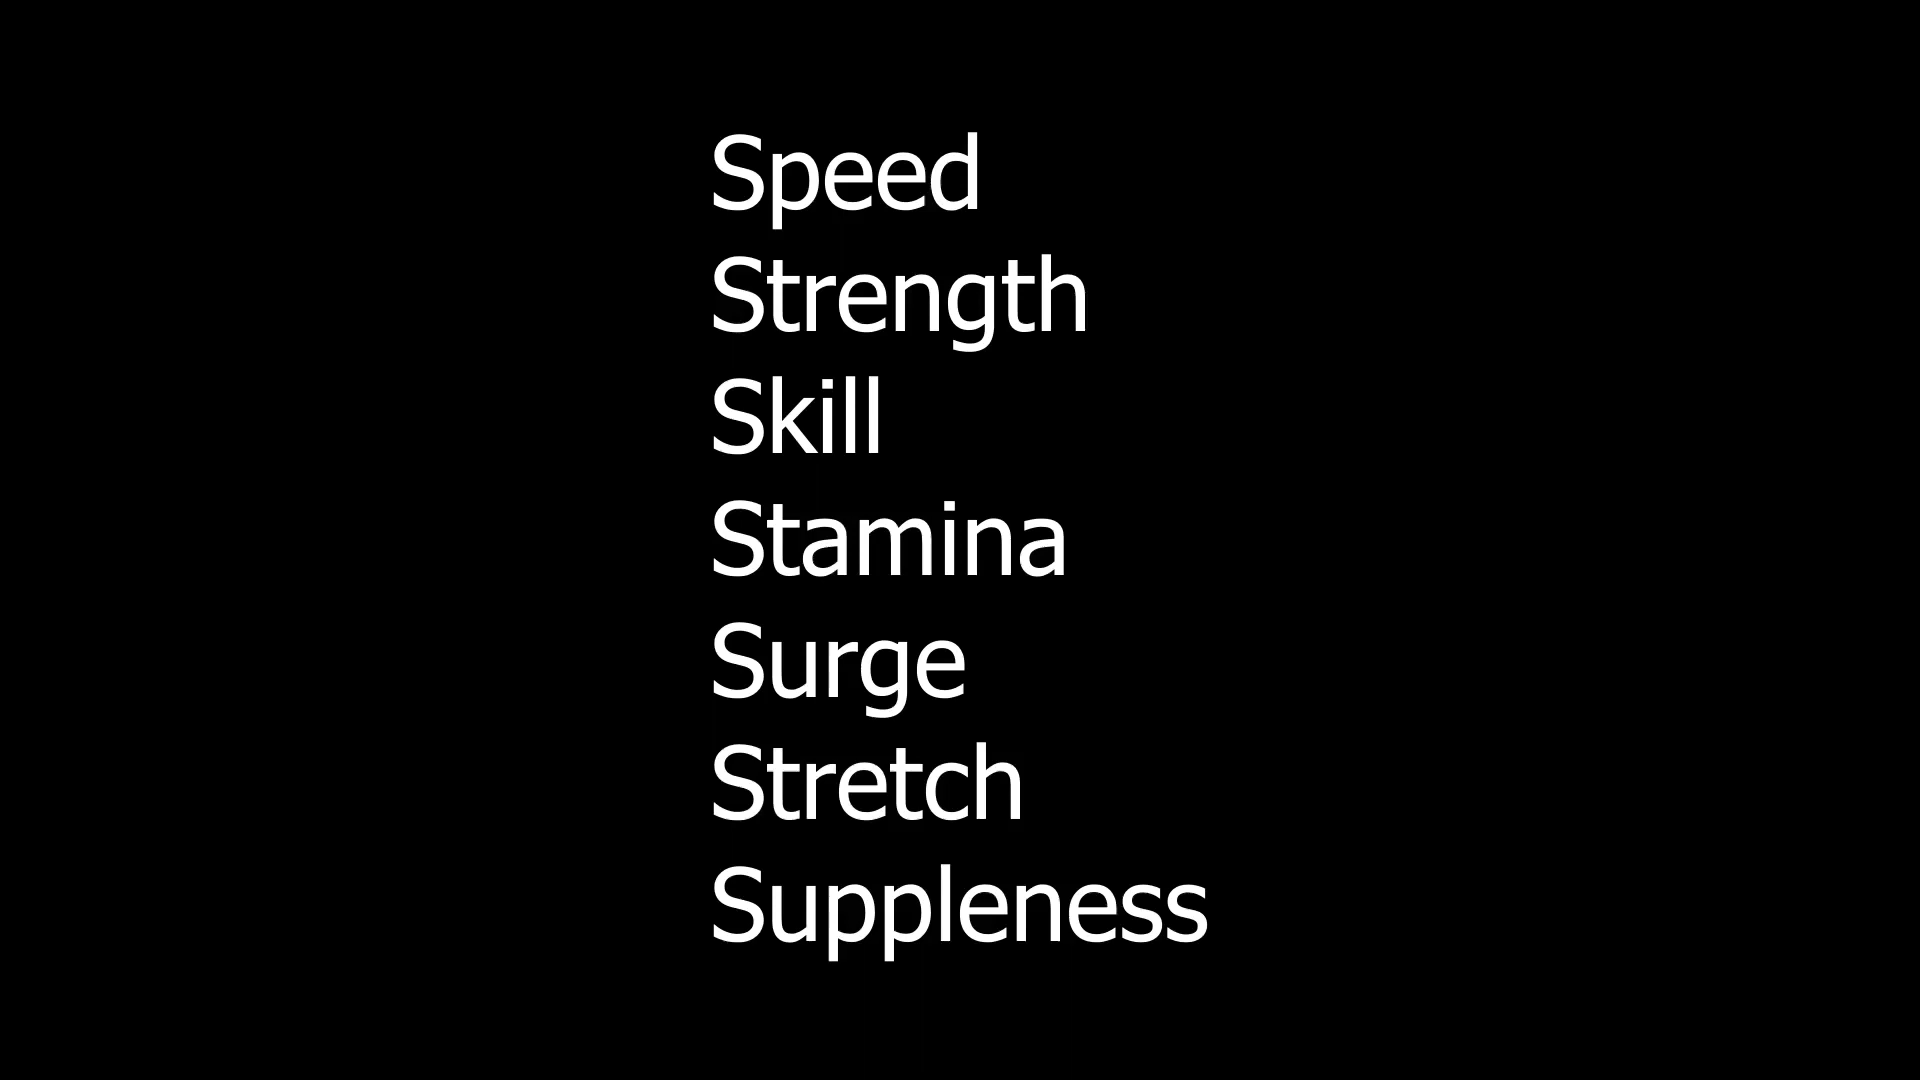 Speed
Strength
Skill
Stamina
Surge
Stretch
Suppleness